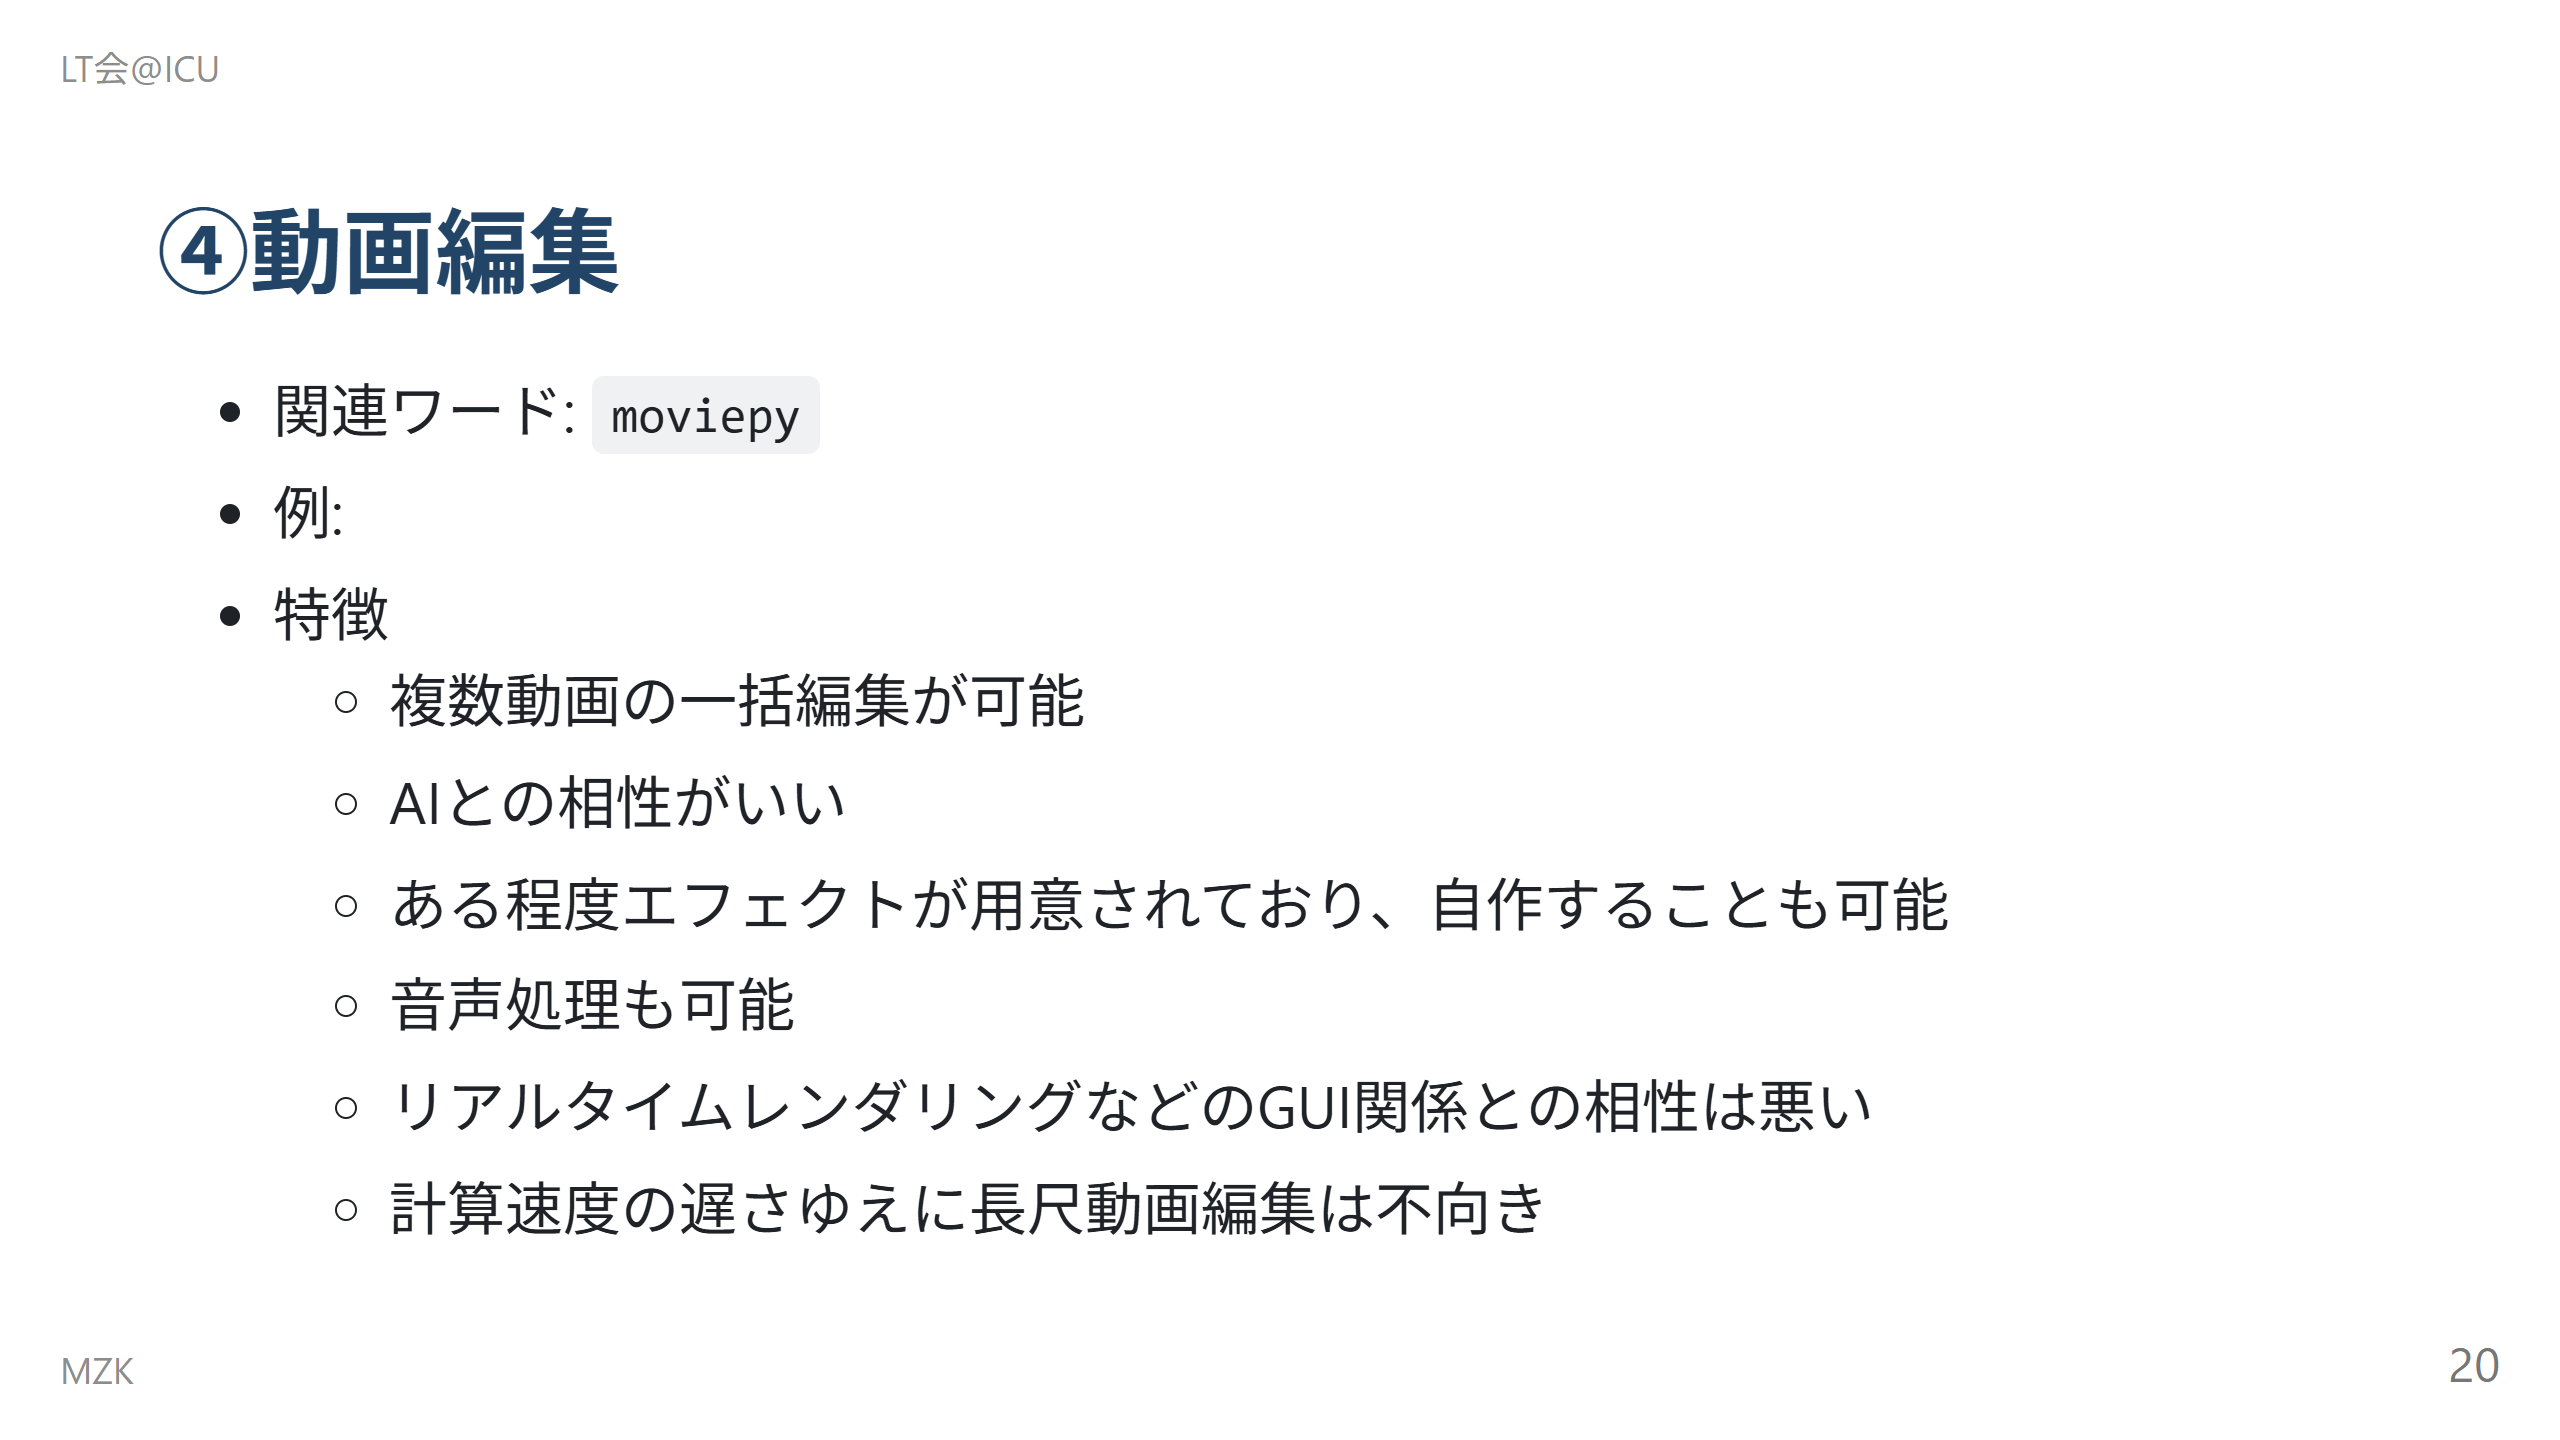 LT会@ICU
④動画編集
関連ワード: moviepy
例:
特徴
複数動画の一括編集が可能
AIとの相性がいい
ある程度エフェクトが用意されており、自作することも可能
音声処理も可能
リアルタイムレンダリングなどのGUI関係との相性は悪い
計算速度の遅さゆえに長尺動画編集は不向き
MZK
20